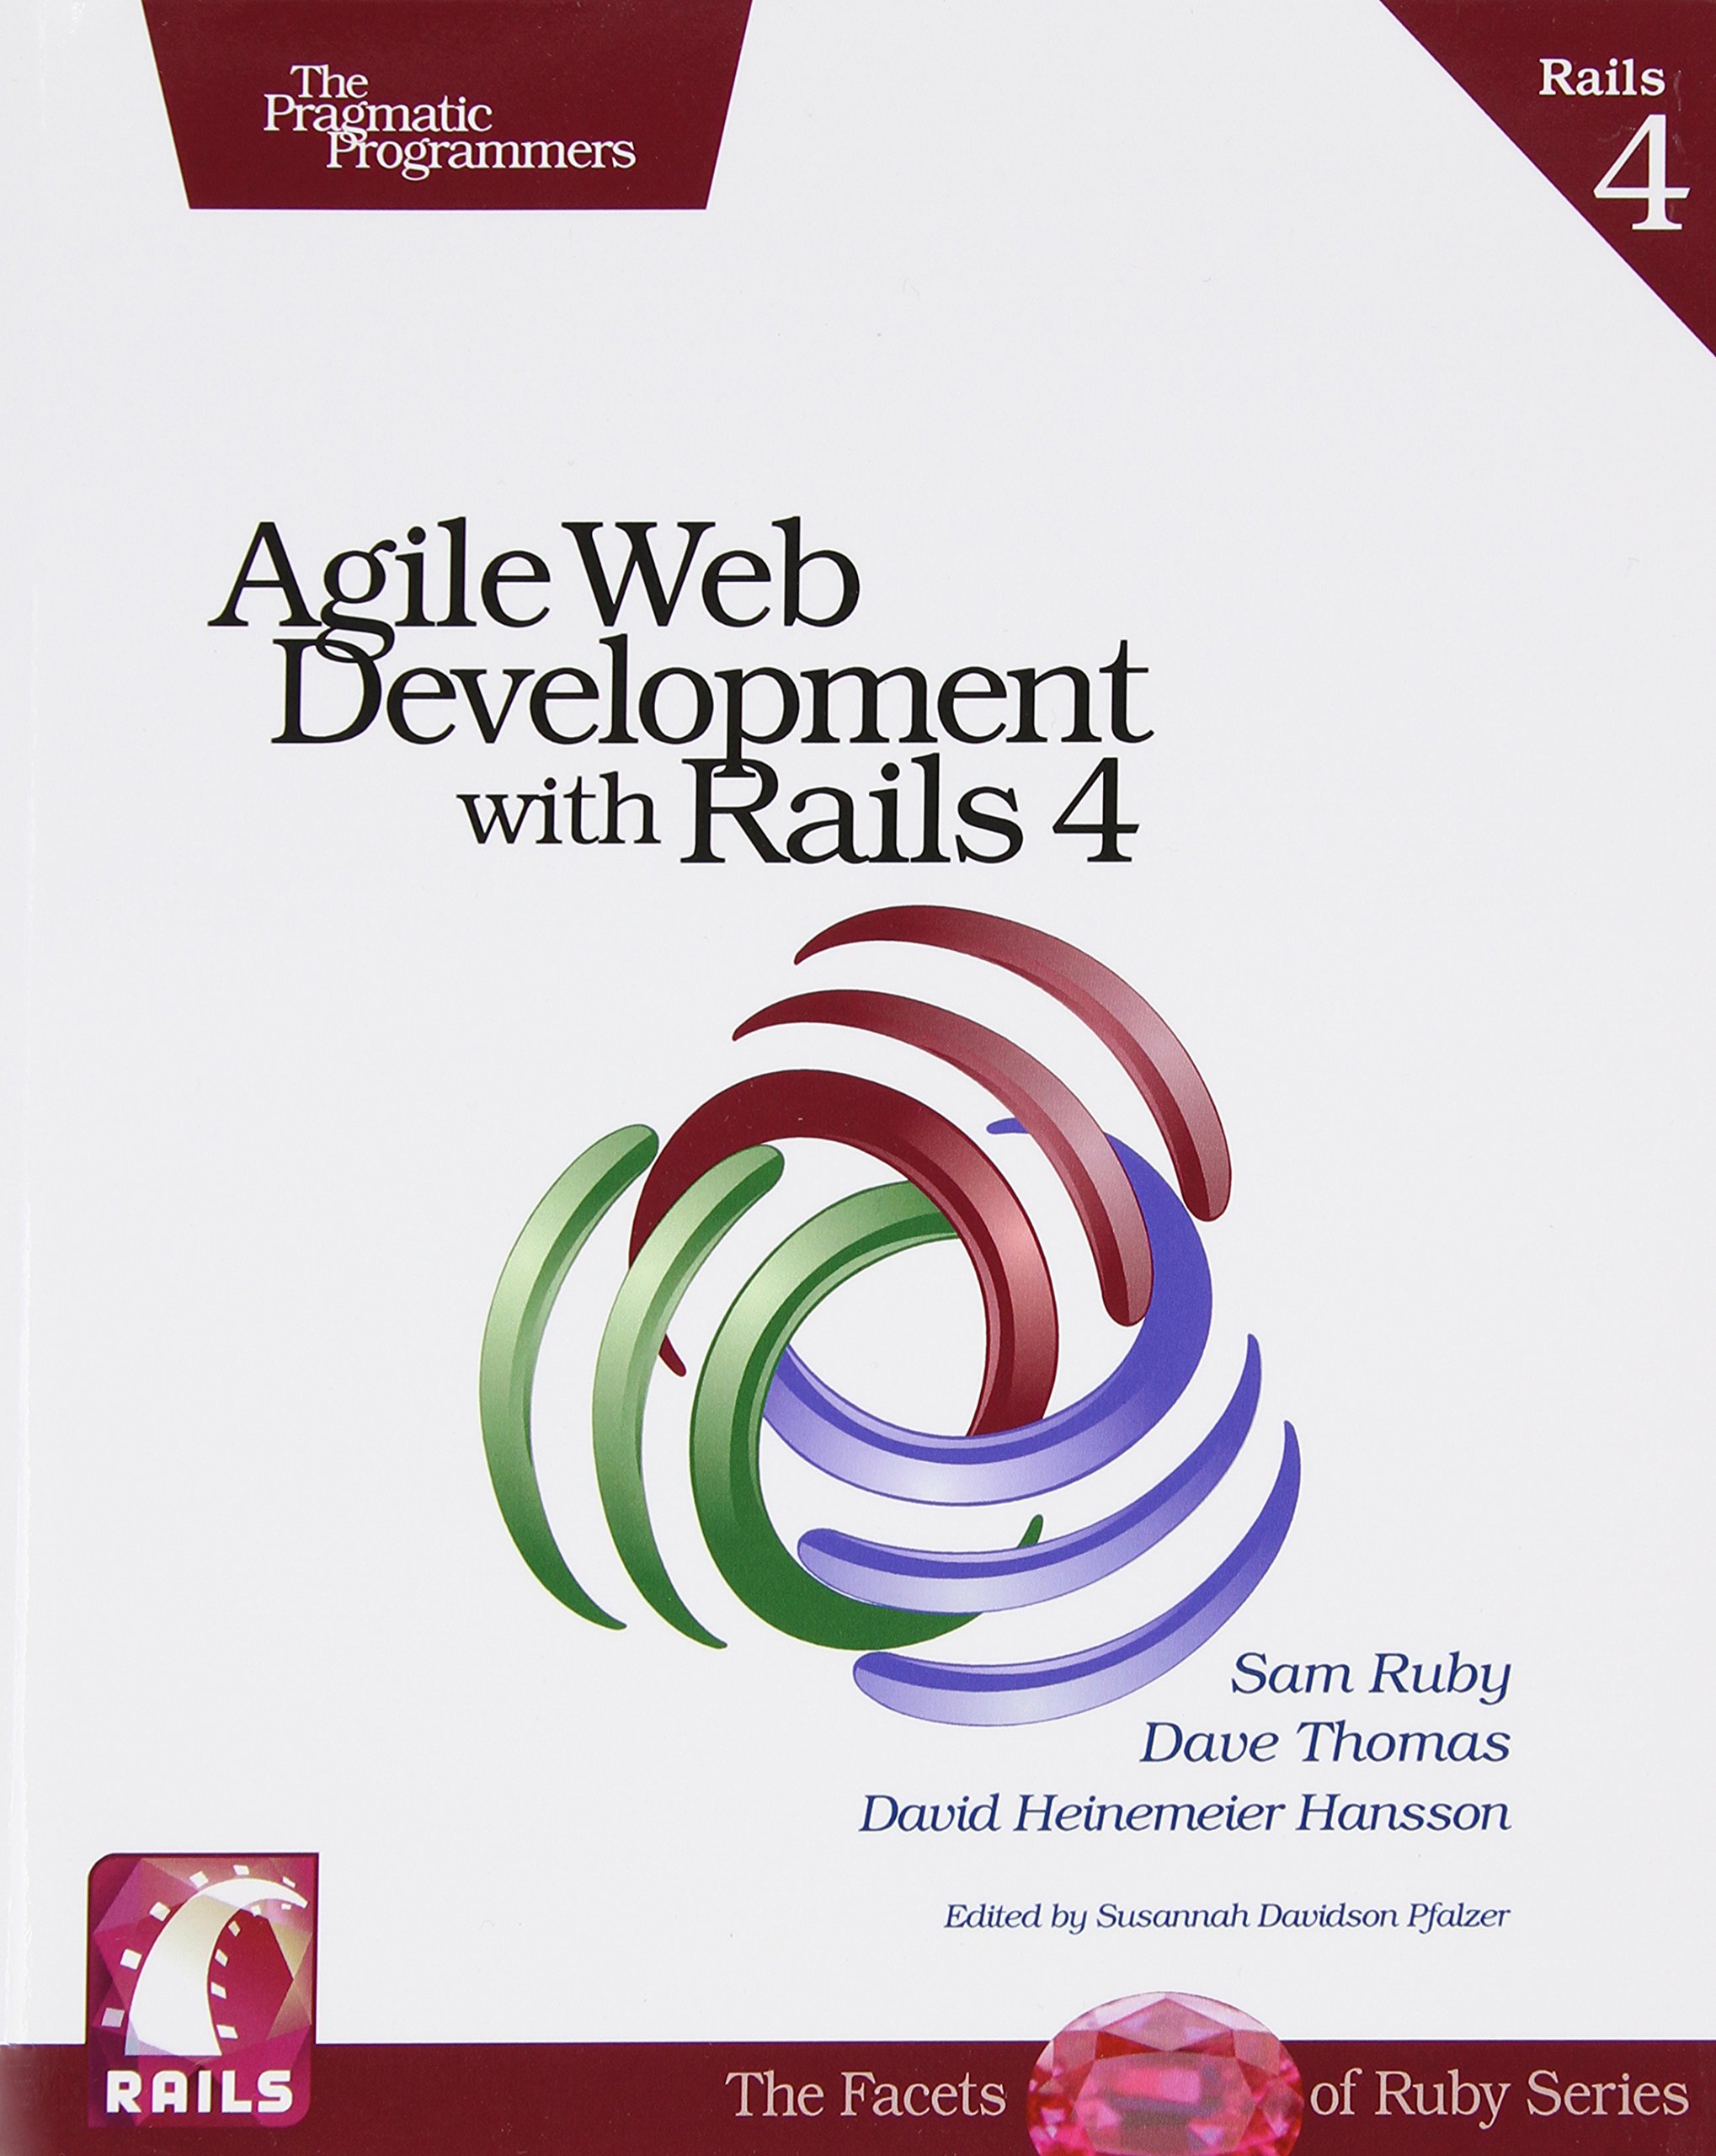 The
Pragmatic
Programmers
Rails
4
Agile Web
Development
with Rails 4
Sam Ruby
Dave Thomas
David Heinemeier Hansson
Edited by Susannah Davidson Pfalzer
RAILS
The Facets of Ruby Series